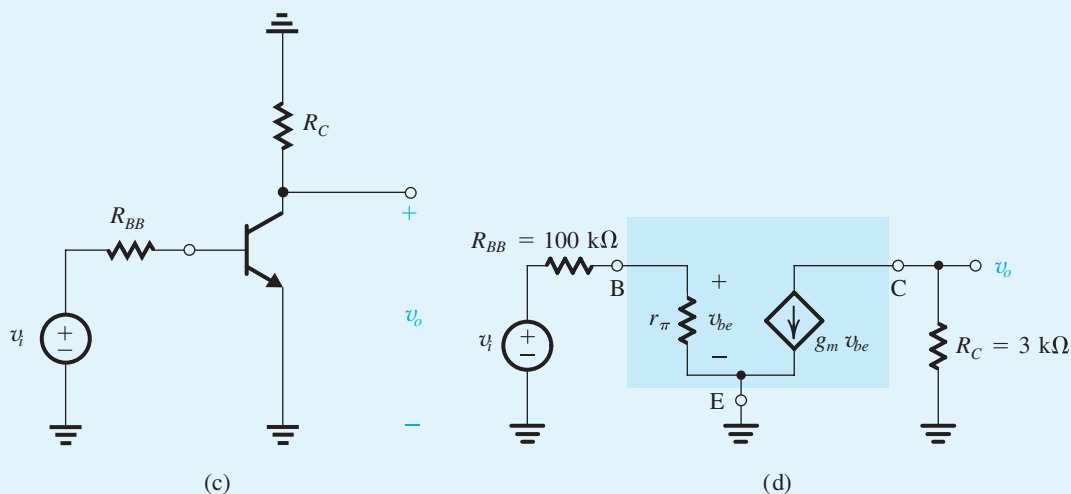 R_C
R_BB
+
v_i
+
−
v_o
−
(c)
R_BB = 100 kΩ
B
C
v_o
+
r_π
v_be
g_m v_be
−
v_i
+
−
R_C = 3 kΩ
E
(d)